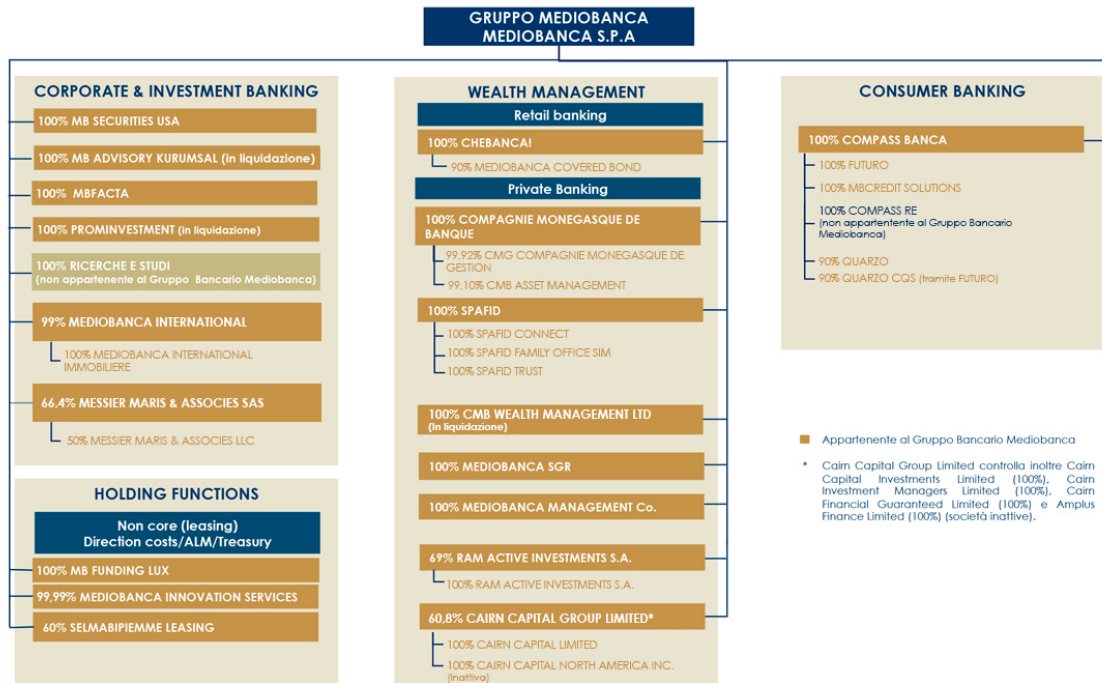 GRUPPO MEDIOBANCA
MEDIOBANCA S.P.A
CORPORATE & INVESTMENT BANKING
100% MB SECURITIES USA
100% MB ADVISORY KURUMSAL (in liquidazione)
100% MBFACTA
100% PROMINVESTMENT (in liquidazione)
100% RICERCHE E STUDI
(non appartenente al Gruppo Bancario Mediobanca)
99% MEDIOBANCA INTERNATIONAL
100% MEDIOBANCA INTERNATIONAL
IMMOBILIERE
66,4% MESSIER MARIS & ASSOCIES SAS
50% MESSIER MARIS & ASSOCIES LLC
HOLDING FUNCTIONS
Non core (leasing)
Direction costs/ALM/Treasury
100% MB FUNDING LUX
99,99% MEDIOBANCA INNOVATION SERVICES
60% SELMABIPIEMME LEASING
WEALTH MANAGEMENT
Retail banking
100% CHEBANCA!
90% MEDIOBANCA COVERED BOND
Private Banking
100% COMPAGNIE MONEGASQUE DE
BANQUE
99,92% CMG COMPAGNIE MONEGASQUE DE
GESTION
99,10% CMB ASSET MANAGEMENT
100% SPAFID
100% SPAFID CONNECT
100% SPAFID FAMILY OFFICE SIM
100% SPAFID TRUST
100% CMB WEALTH MANAGEMENT LTD
(In liquidazione)
100% MEDIOBANCA SGR
100% MEDIOBANCA MANAGEMENT Co.
69% RAM ACTIVE INVESTMENTS S.A.
100% RAM ACTIVE INVESTMENTS S.A.
60,8% CAIRN CAPITAL GROUP LIMITED*
100% CAIRN CAPITAL LIMITED
100% CAIRN CAPITAL NORTH AMERICA INC.
(Inattiva)
CONSUMER BANKING
100% COMPASS BANCA
100% FUTURO
100% MBCREDIT SOLUTIONS
100% COMPASS RE
(non appartentente al Gruppo Bancario
Mediobanca)
90% QUARZO
90% QUARZO CQS (tramite FUTURO)
Appartenente al Gruppo Bancario Mediobanca
* Cairn Capital Group Limited controlla inoltre Cairn
Capital Investments Limited (100%), Cairn
Investment Managers Limited (100%), Cairn
Financial Guaranteed Limited (100%) e Amplus
Finance Limited (100%) (società inattive).